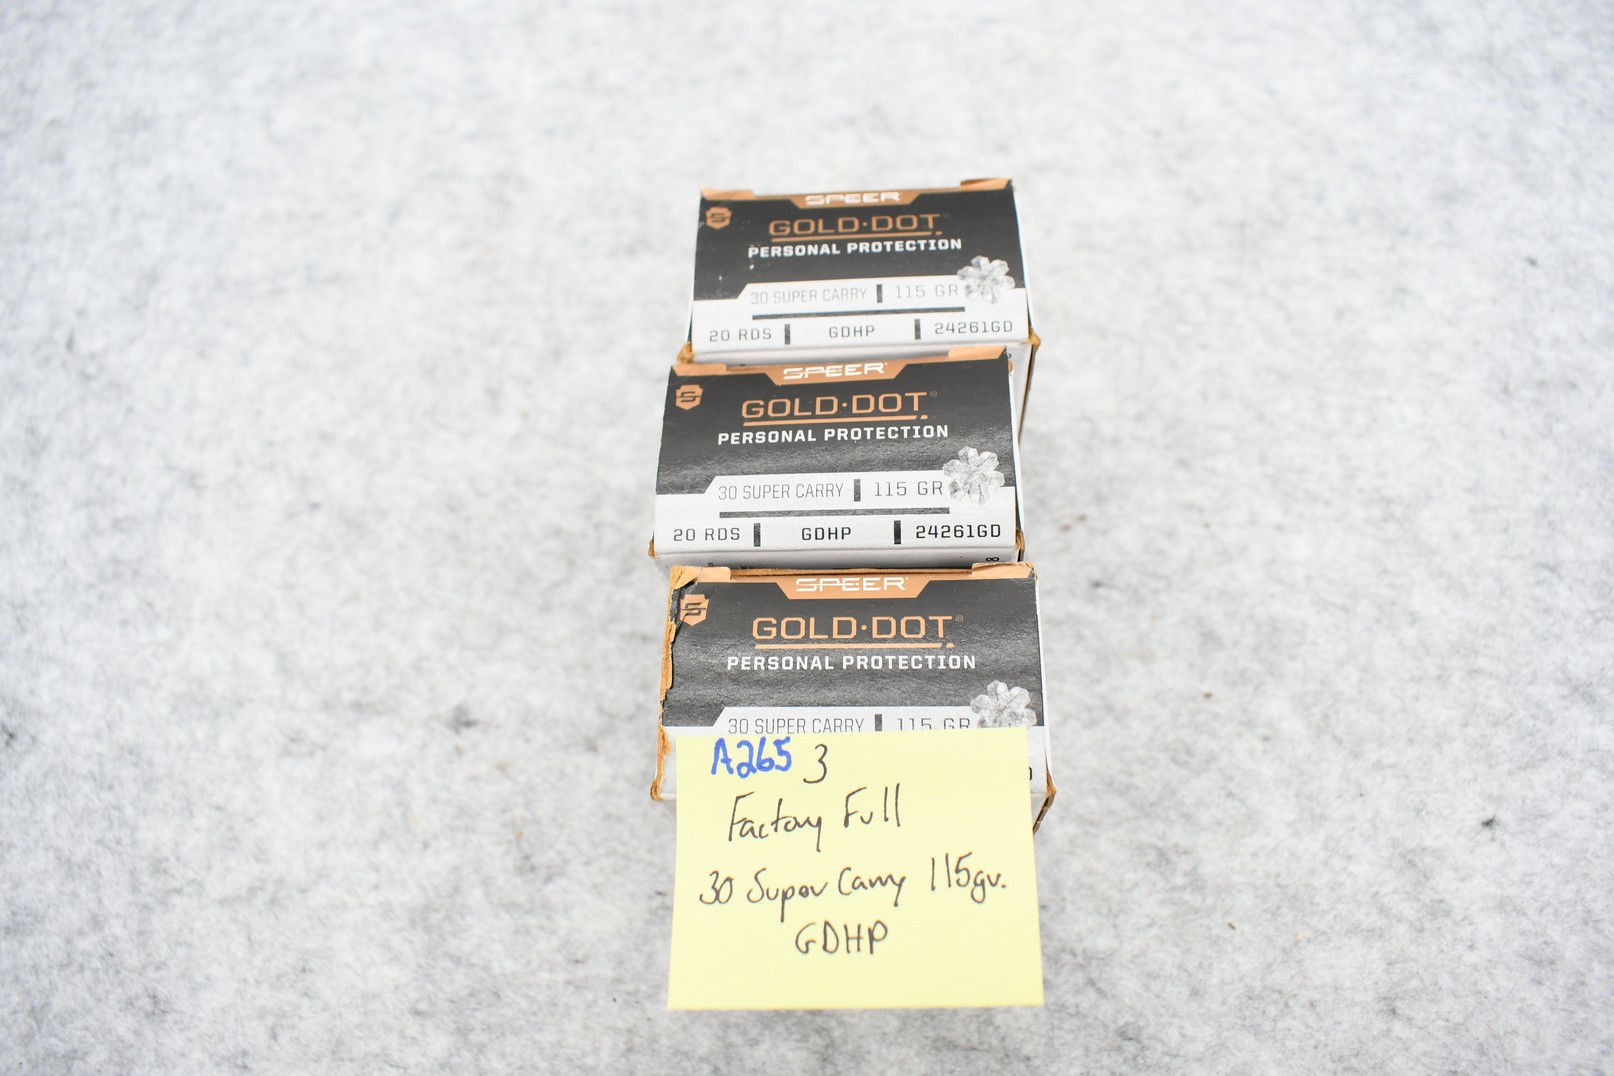 SPEER
GOLD·DOT
PERSONAL PROTECTION
30 SUPER CARRY | 115 GR
20 RDS | GDHP | 24261GD
SPEER
GOLD·DOT®
PERSONAL PROTECTION
30 SUPER CARRY | 115 GR
20 RDS | GDHP | 24261GD
8
SPEER
GOLD·DOT®
PERSONAL PROTECTION
30 SUPER CARRY | 115 GR
A265 3
Factory Full
30 Super Carry 115gr.
GDHP